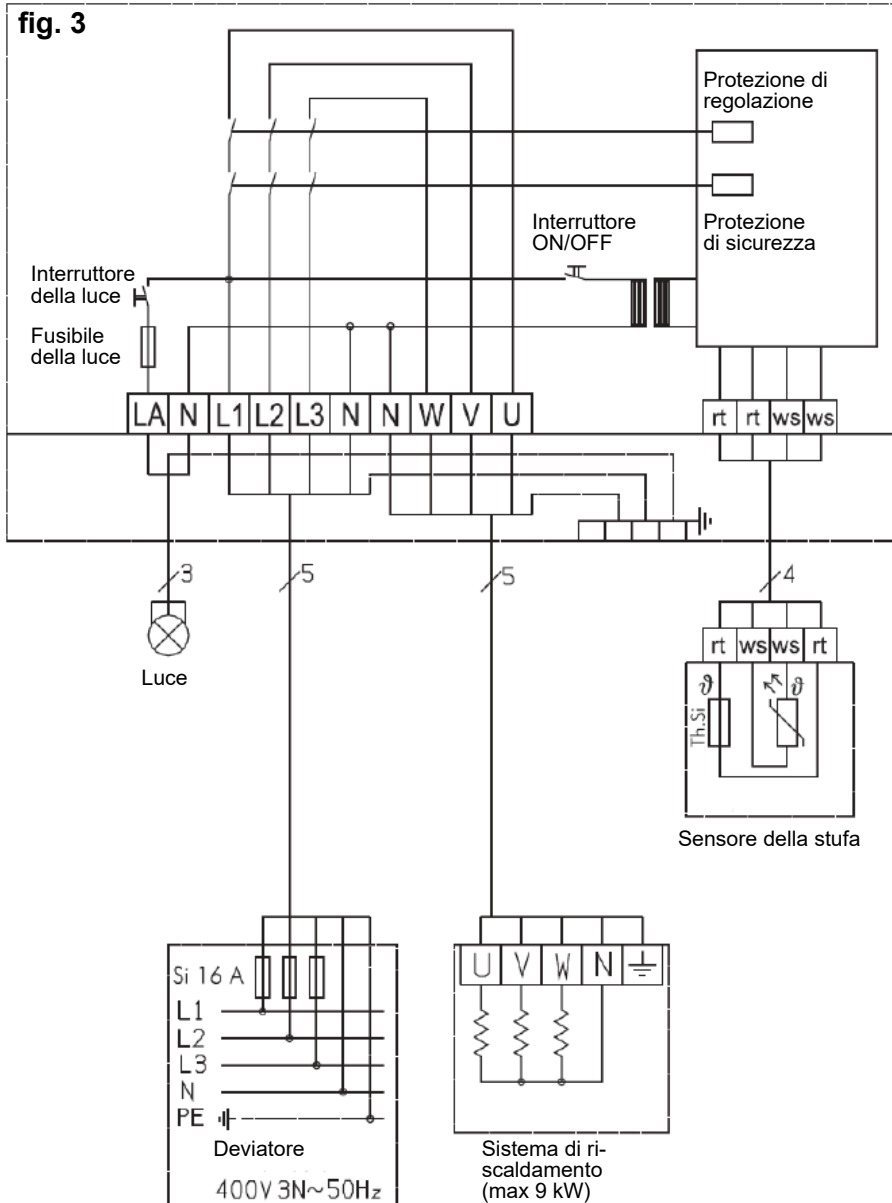 fig. 3
Protezione di
regolazione
Protezione
di sicurezza
Interruttore
ON/OFF
Interruttore
della luce
Fusibile
della luce
LA N L1 L2 L3 N N W V U
rt rt ws ws
3
5
5
4
Luce
rt ws ws rt
ϑ
ϑ
Th.Si
Sensore della stufa
Si 16 A
L1
L2
L3
N
PE
Deviatore
400V 3N~50Hz
U V W N
Sistema di ri-
scaldamento
(max 9 kW)